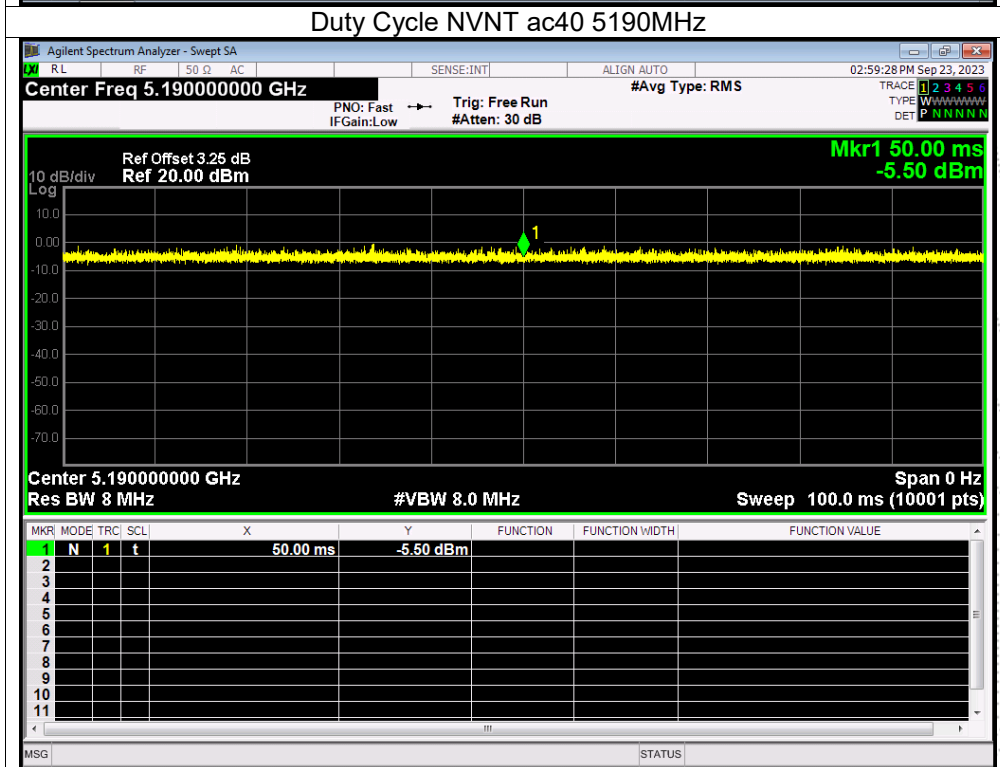 Duty Cycle NVNT ac40 5190MHz
Agilent Spectrum Analyzer - Swept SA
LXI RL RF 50 Ω AC SENSE:INT ALIGN AUTO 02:59:28 PM Sep 23, 2023
Center Freq 5.190000000 GHz #Avg Type: RMS TRACE 1 2 3 4 5 6
PNO: Fast Trig: Free Run TYPE WWWWWW
IFGain:Low #Atten: 30 dB DET P N N N N N
Mkr1 50.00 ms
Ref Offset 3.25 dB
10 dB/div Ref 20.00 dBm -5.50 dBm
Log
10.0
1
0.00
-10.0
-20.0
-30.0
-40.0
-50.0
-60.0
-70.0
Center 5.190000000 GHz Span 0 Hz
Res BW 8 MHz #VBW 8.0 MHz Sweep 100.0 ms (10001 pts)
MKR MODE TRC SCL X Y FUNCTION FUNCTION WIDTH FUNCTION VALUE
1 N 1 t 50.00 ms -5.50 dBm
2
3
4
5
6
7
8
9
10
11
MSG STATUS